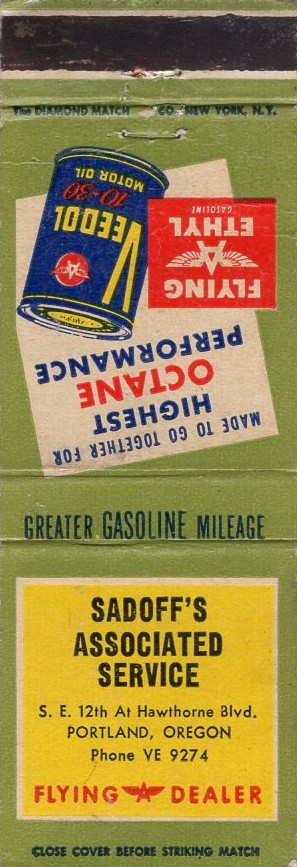 The DIAMOND MATCH CO. NEW YORK, N.Y.
VEEDOL
10-30
MOTOR OIL
FLYING
A
ETHYL
GASOLINE
MADE TO GO TOGETHER FOR
HIGHEST
OCTANE
PERFORMANCE
GREATER GASOLINE MILEAGE
SADOFF'S
ASSOCIATED
SERVICE
S. E. 12th At Hawthorne Blvd.
PORTLAND, OREGON
Phone VE 9274
FLYING A DEALER
CLOSE COVER BEFORE STRIKING MATCH